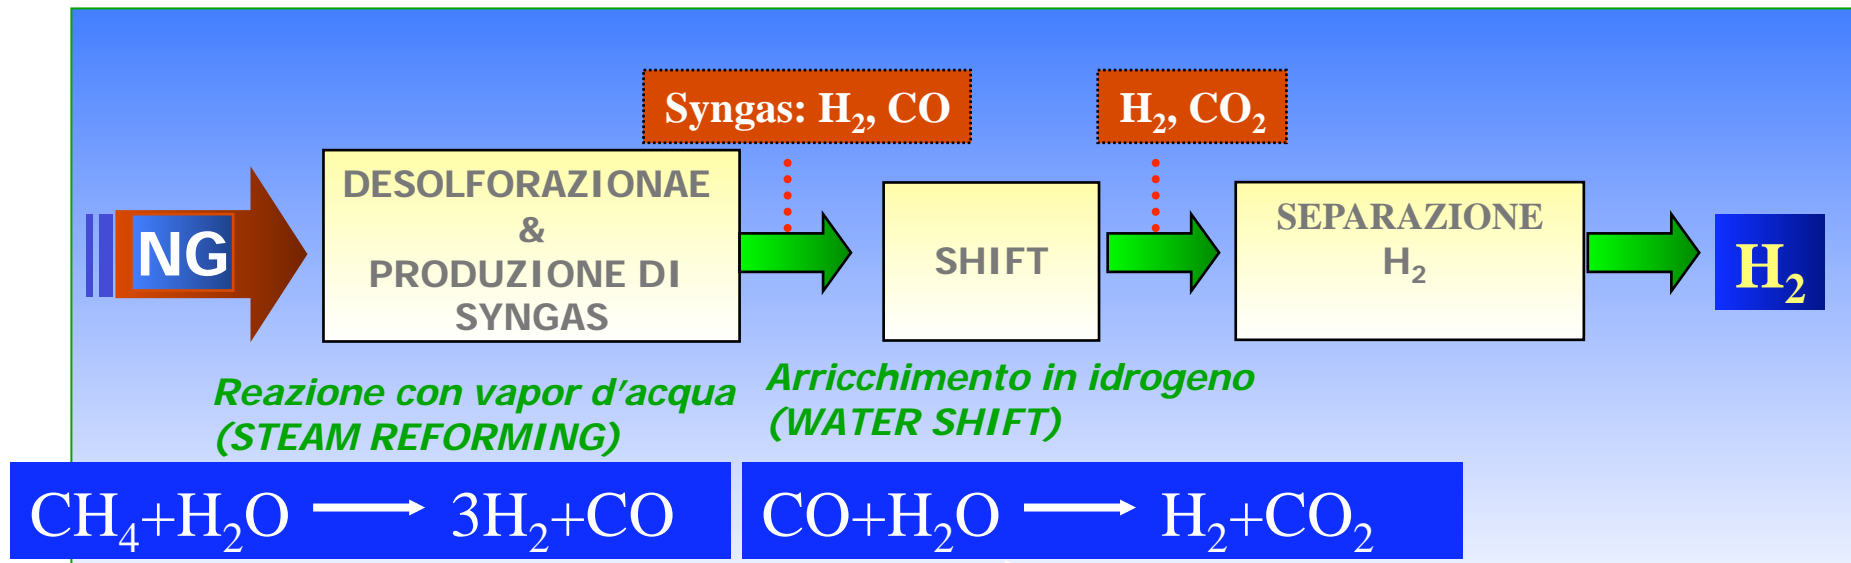 Syngas: H₂, CO
H₂, CO₂
NG
DESOLFORAZIONAE
&
PRODUZIONE DI
SYNGAS
SHIFT
SEPARAZIONE
H₂
H₂
Reazione con vapor d’acqua
(STEAM REFORMING)
Arricchimento in idrogeno
(WATER SHIFT)
CH₄+H₂O ⟶ 3H₂+CO
CO+H₂O ⟶ H₂+CO₂